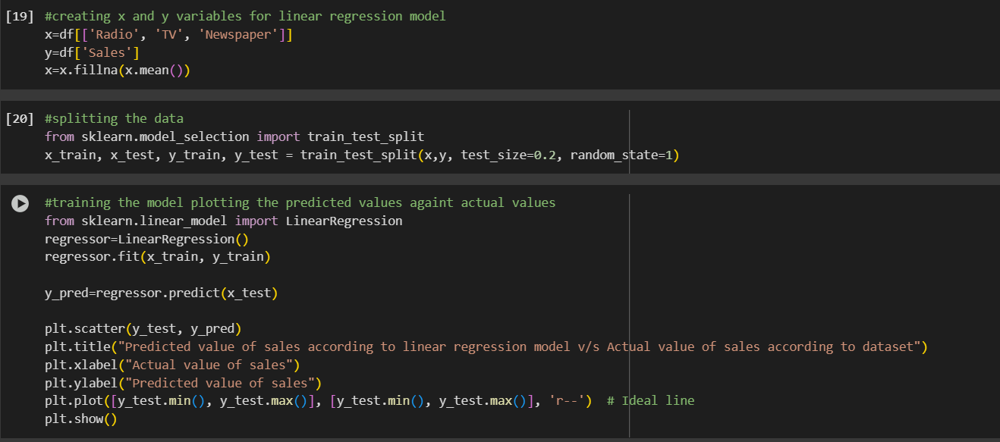 [19] #creating x and y variables for linear regression model
x=df[['Radio', 'TV', 'Newspaper']]
y=df['Sales']
x=x.fillna(x.mean())
[20] #splitting the data
from sklearn.model_selection import train_test_split
x_train, x_test, y_train, y_test = train_test_split(x,y, test_size=0.2, random_state=1)
#training the model plotting the predicted values againt actual values
from sklearn.linear_model import LinearRegression
regressor=LinearRegression()
regressor.fit(x_train, y_train)
y_pred=regressor.predict(x_test)
plt.scatter(y_test, y_pred)
plt.title("Predicted value of sales according to linear regression model v/s Actual value of sales according to dataset")
plt.xlabel("Actual value of sales")
plt.ylabel("Predicted value of sales")
plt.plot([y_test.min(), y_test.max()], [y_test.min(), y_test.max()], 'r--')  # Ideal line
plt.show()